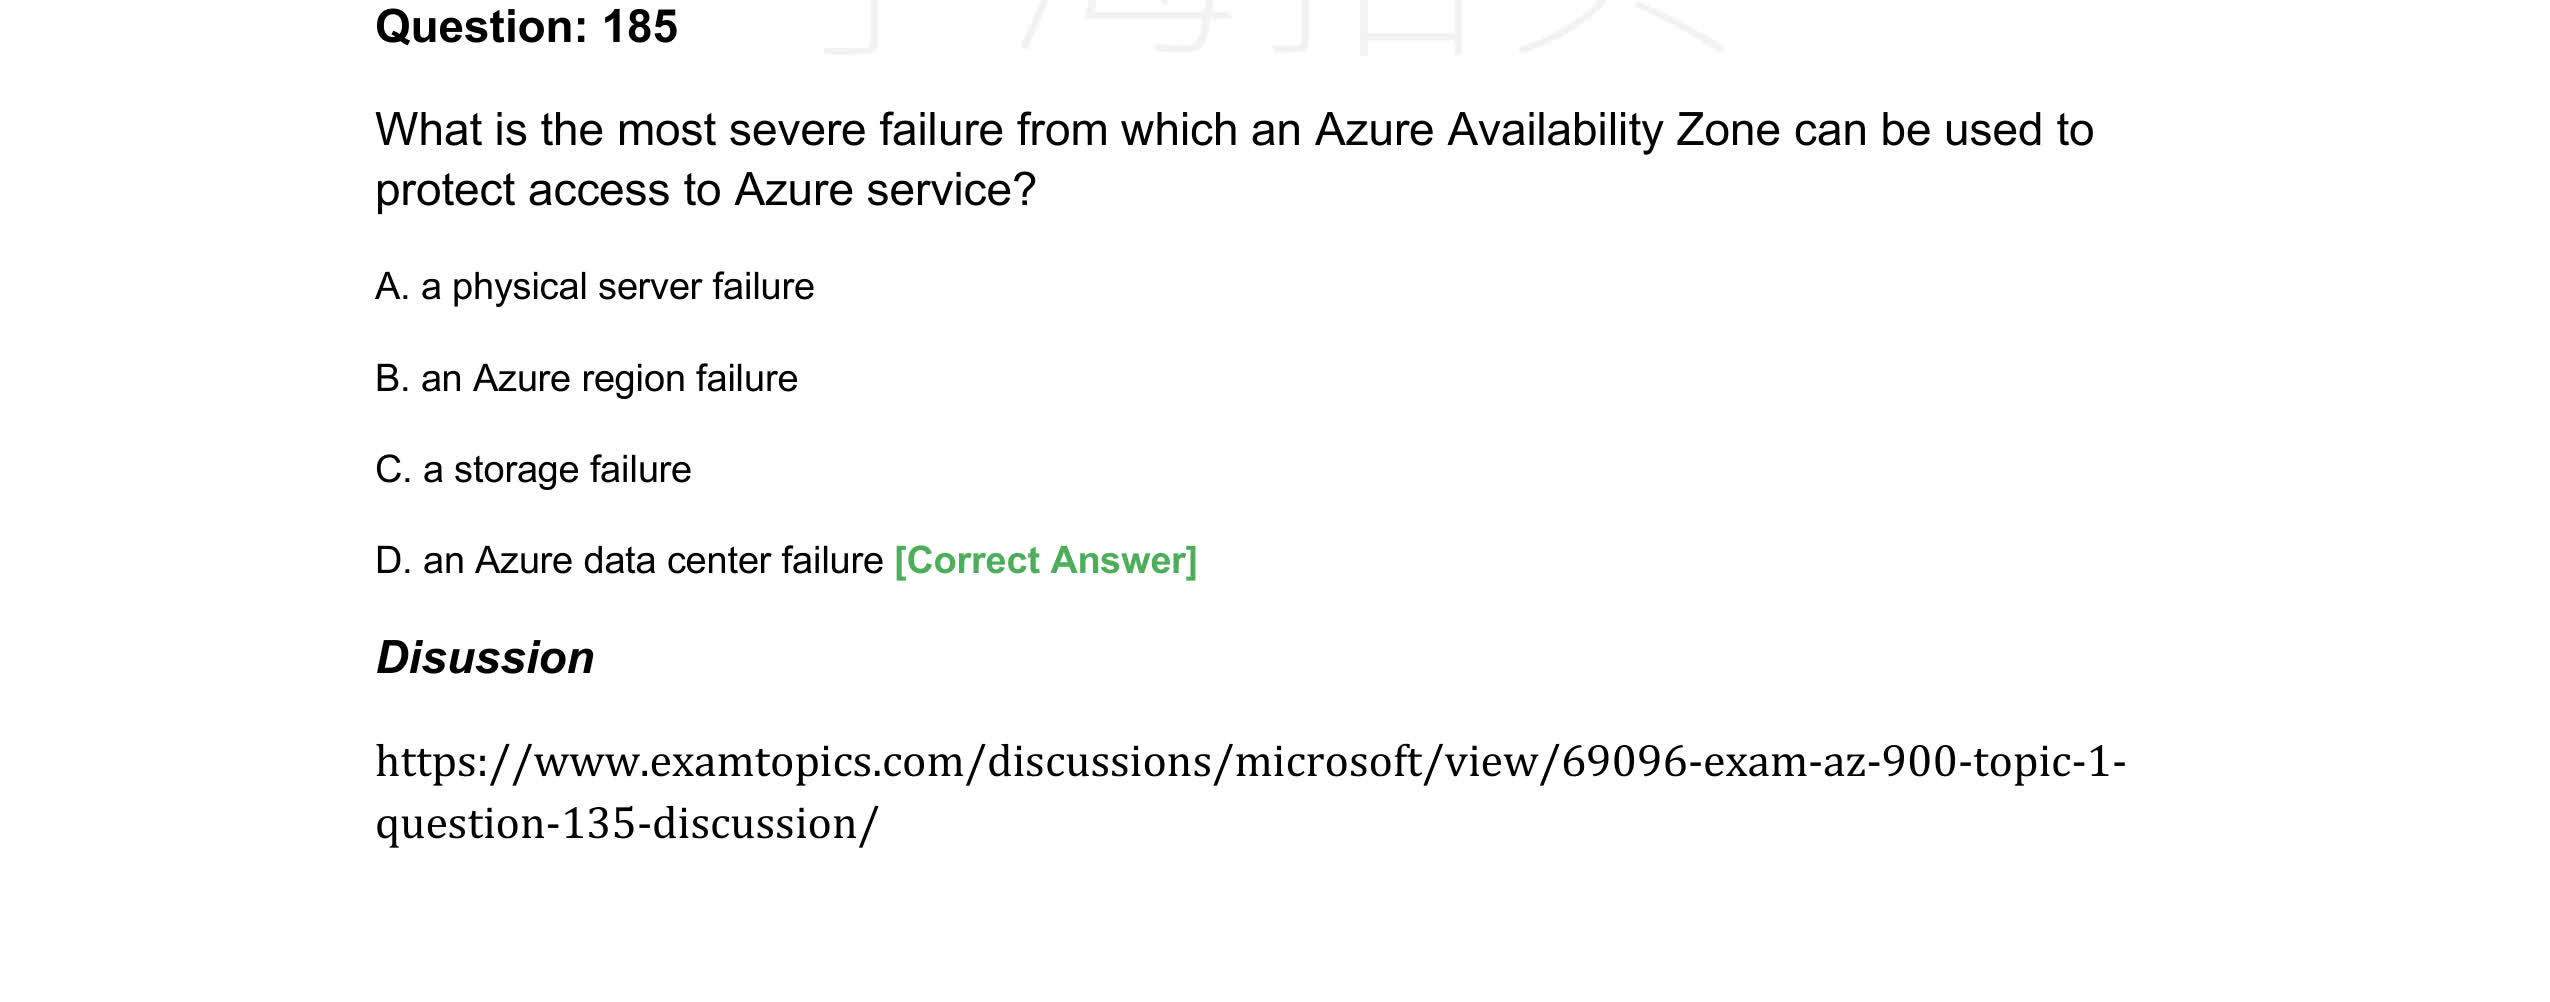 Question: 185
What is the most severe failure from which an Azure Availability Zone can be used to
protect access to Azure service?
A. a physical server failure
B. an Azure region failure
C. a storage failure
D. an Azure data center failure [Correct Answer]
Disussion
https://www.examtopics.com/discussions/microsoft/view/69096-exam-az-900-topic-1-
question-135-discussion/